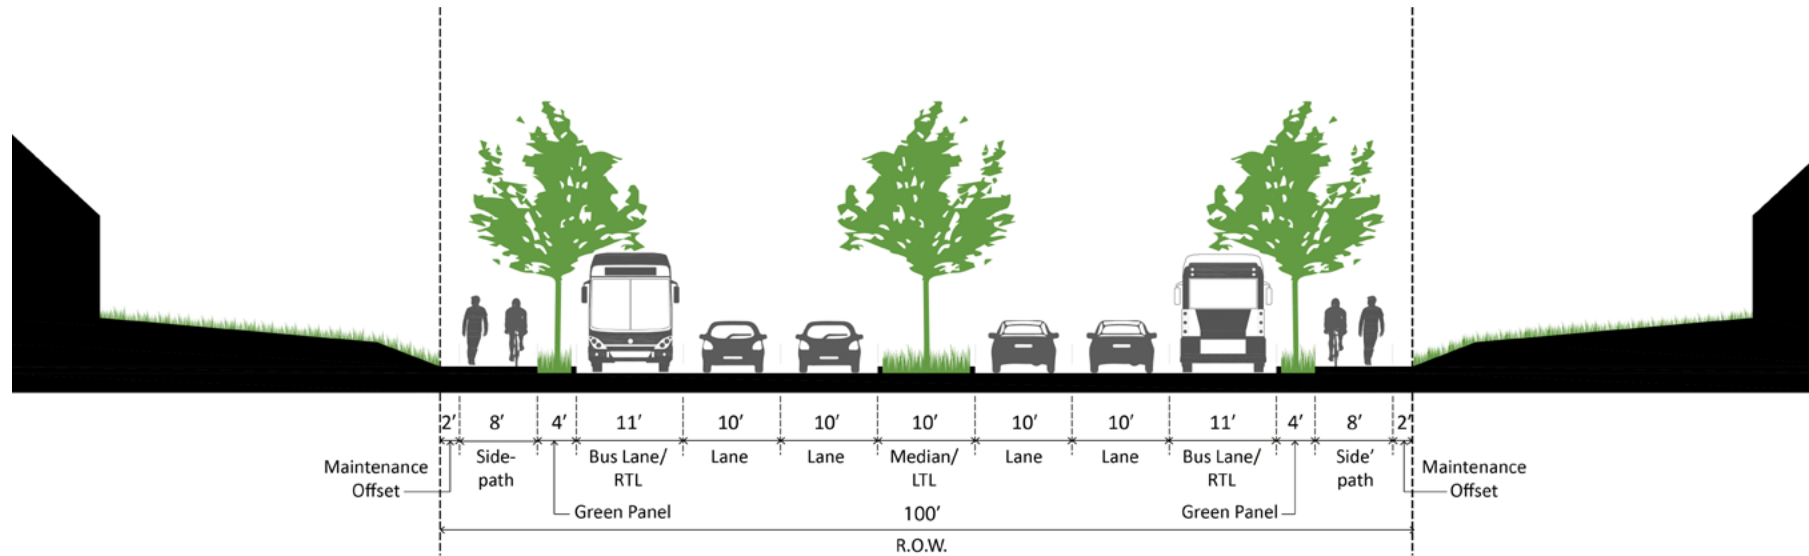 2' 8' 4' 11' 10' 10' 10' 10' 10' 11' 4' 8' 2'
Maintenance
Offset
Side-
path
Green Panel
Bus Lane/
RTL
Lane
Lane
Median/
LTL
Lane
Lane
Bus Lane/
RTL
Green Panel
Side'
path
Maintenance
Offset
100'
R.O.W.